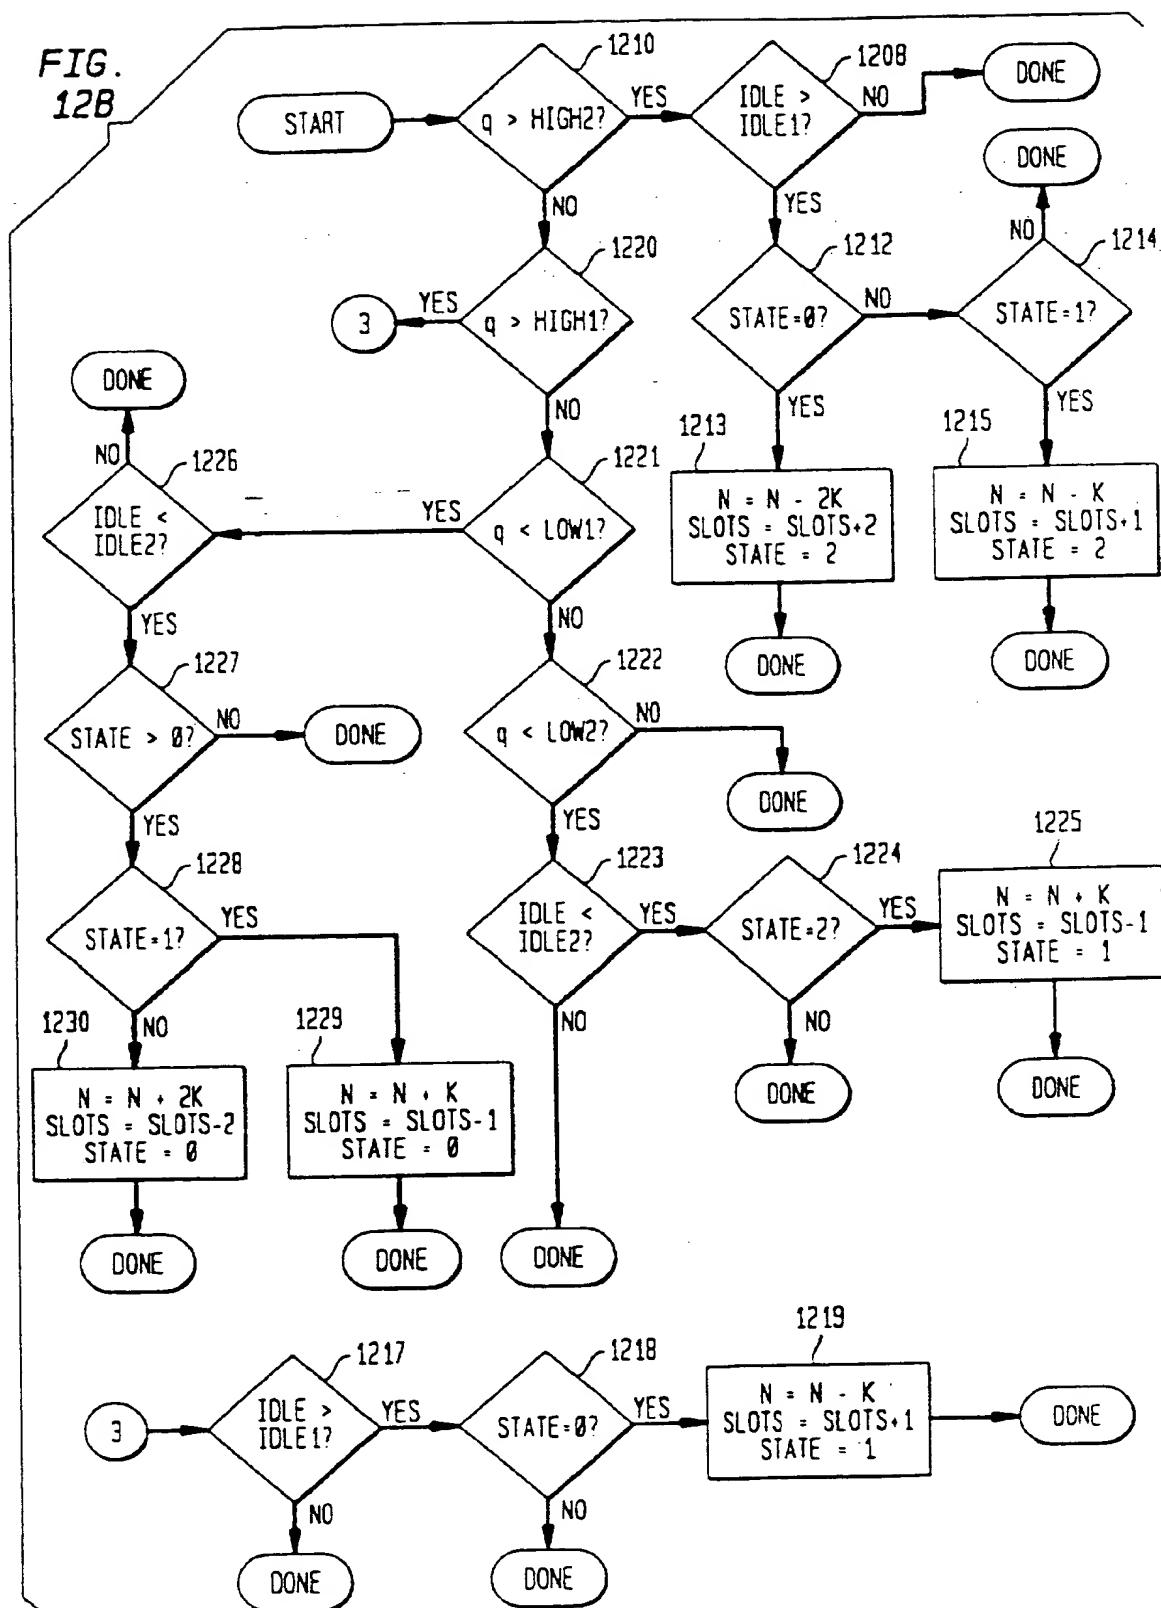 FIG.
12B
START
1210
q > HIGH2?
YES
NO
1208
IDLE >
IDLE1?
NO
DONE
YES
DONE
NO
1220
q > HIGH1?
YES
3
NO
1212
STATE=0?
NO
YES
1214
STATE=1?
YES
DONE
NO
1226
IDLE <
IDLE2?
YES
1221
q < LOW1?
YES
NO
1213
N = N - 2K
SLOTS = SLOTS+2
STATE = 2
DONE
1215
N = N - K
SLOTS = SLOTS+1
STATE = 2
DONE
1227
STATE > 0?
NO
DONE
YES
1222
q < LOW2?
NO
DONE
YES
1228
STATE=1?
YES
NO
1223
IDLE <
IDLE2?
YES
NO
1224
STATE=2?
YES
NO
DONE
1225
N = N + K
SLOTS = SLOTS-1
STATE = 1
DONE
1230
N = N + 2K
SLOTS = SLOTS-2
STATE = 0
DONE
1229
N = N + K
SLOTS = SLOTS-1
STATE = 0
DONE
DONE
3
1217
IDLE >
IDLE1?
YES
NO
DONE
1218
STATE=0?
YES
NO
DONE
1219
N = N - K
SLOTS = SLOTS+1
STATE = 1
DONE